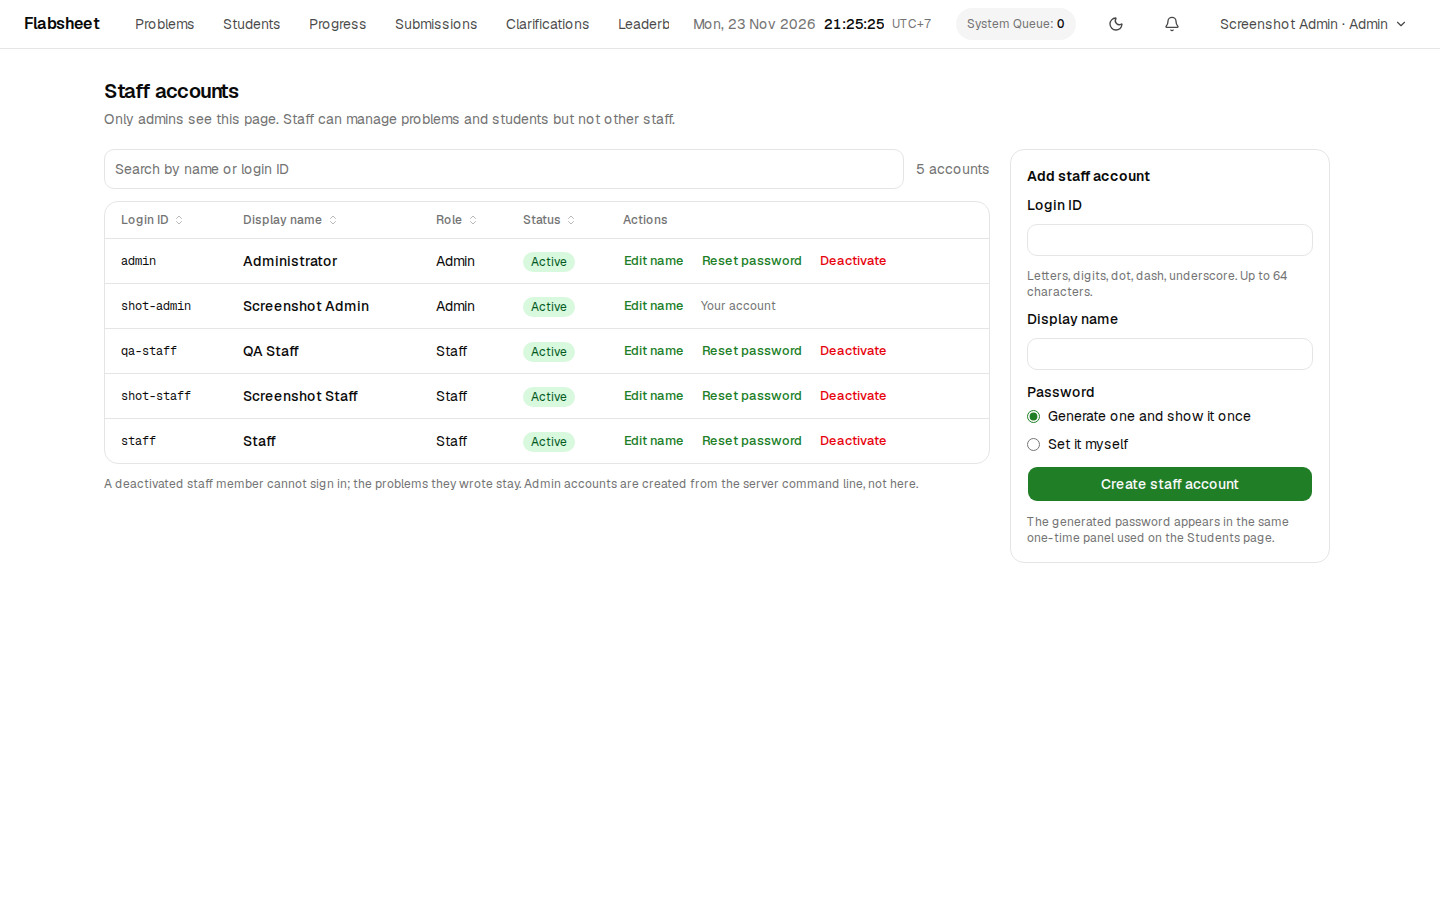 Flabsheet Problems Students Progress Submissions Clarifications Leaderb Mon, 23 Nov 2026 21:25:25 UTC+7 System Queue: 0 Screenshot Admin · Admin
Staff accounts
Only admins see this page. Staff can manage problems and students but not other staff.
Search by name or login ID 5 accounts
Login ID Display name Role Status Actions
admin Administrator Admin Active Edit name Reset password Deactivate
shot-admin Screenshot Admin Admin Active Edit name Your account
qa-staff QA Staff Staff Active Edit name Reset password Deactivate
shot-staff Screenshot Staff Staff Active Edit name Reset password Deactivate
staff Staff Staff Active Edit name Reset password Deactivate
A deactivated staff member cannot sign in; the problems they wrote stay. Admin accounts are created from the server command line, not here.
Add staff account
Login ID
Letters, digits, dot, dash, underscore. Up to 64
characters.
Display name
Password
Generate one and show it once
Set it myself
Create staff account
The generated password appears in the same
one-time panel used on the Students page.